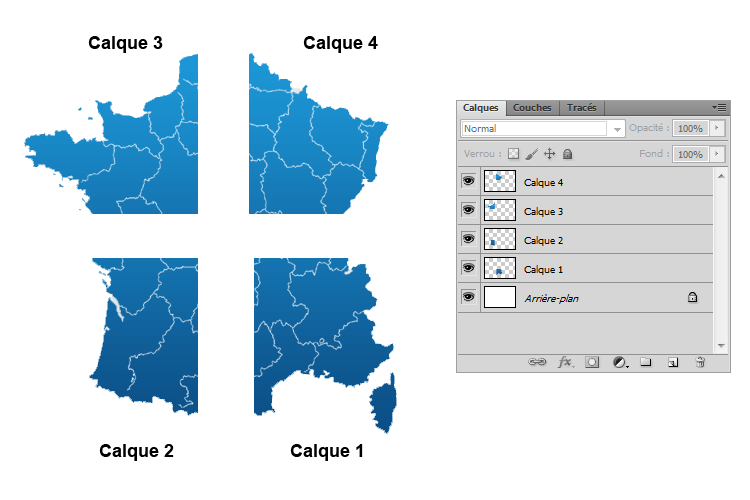 Calque 3 Calque 4
Calque 2 Calque 1
Calques Couches Tracés
Normal Opacité : 100%
Verrou : Fond : 100%
Calque 4
Calque 3
Calque 2
Calque 1
Arrière-plan
fx